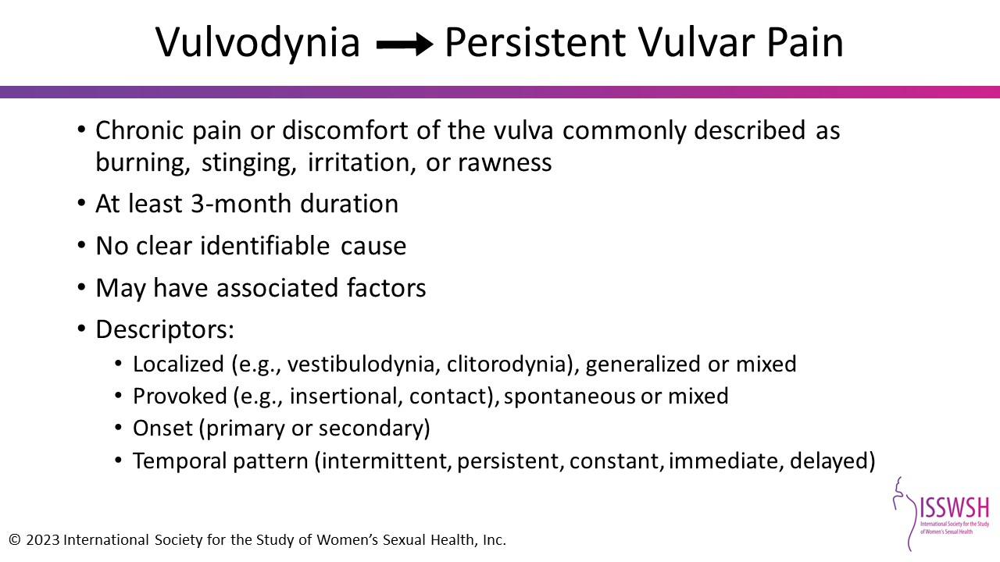 Vulvodynia → Persistent Vulvar Pain
• Chronic pain or discomfort of the vulva commonly described as
burning, stinging, irritation, or rawness
• At least 3-month duration
• No clear identifiable cause
• May have associated factors
• Descriptors:
• Localized (e.g., vestibulodynia, clitorodynia), generalized or mixed
• Provoked (e.g., insertional, contact), spontaneous or mixed
• Onset (primary or secondary)
• Temporal pattern (intermittent, persistent, constant, immediate, delayed)
ISSWSH
International Society for the Study
of Women's Sexual Health
© 2023 International Society for the Study of Women’s Sexual Health, Inc.